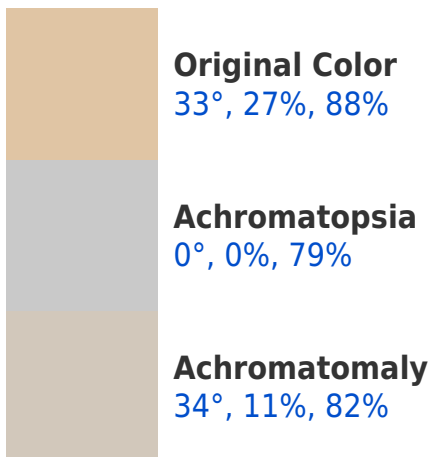 Original Color
33°, 27%, 88%
Achromatopsia
0°, 0%, 79%
Achromatomaly
34°, 11%, 82%